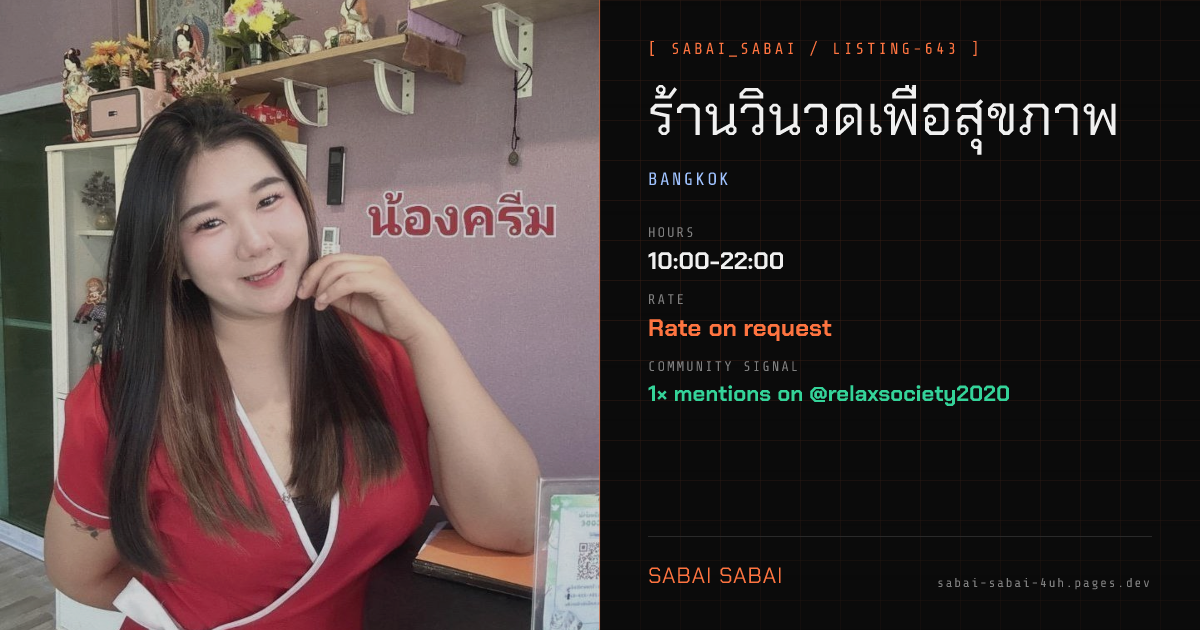 น้องครีม
[ SABAI_SABAI / LISTING-643 ]
ร้านวินวดเพื่อสุขภาพ
BANGKOK
HOURS
10:00-22:00
RATE
Rate on request
COMMUNITY SIGNAL
1× mentions on @relaxsociety2020
SABAI SABAI
sabai-sabai-4uh.pages.dev